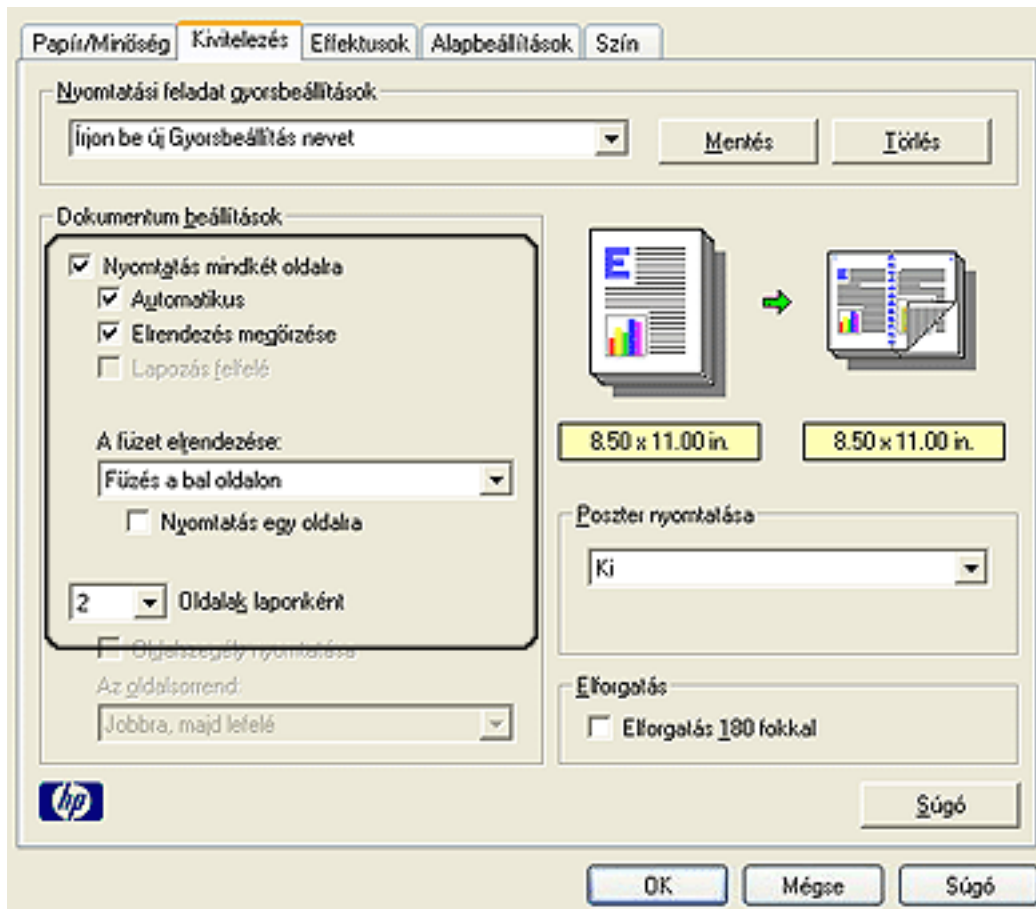 Papír/Minőség Kivitelezés Effektusok Alapbeállítások Szín
Nyomtatási feladat gyorsbeállítások
Írjon be új Gyorsbeállítás nevet Mentés Törlés
Dokumentum beállítások
Nyomtatás mindkét oldalra
Automatikus
Elrendezés megőrzése
Lapozás felfelé
A füzet elrendezése:
Fűzés a bal oldalon
Nyomtatás egy oldalra
2 Oldalak laponként
Oldalszegély nyomtatása
Az oldalsorrend:
Jobbra, majd lefelé
E
8.50 x 11.00 in. 8.50 x 11.00 in.
Poszter nyomtatása
Ki
Elforgatás
Elforgatás 180 fokkal
hp
Súgó
OK Mégse Súgó